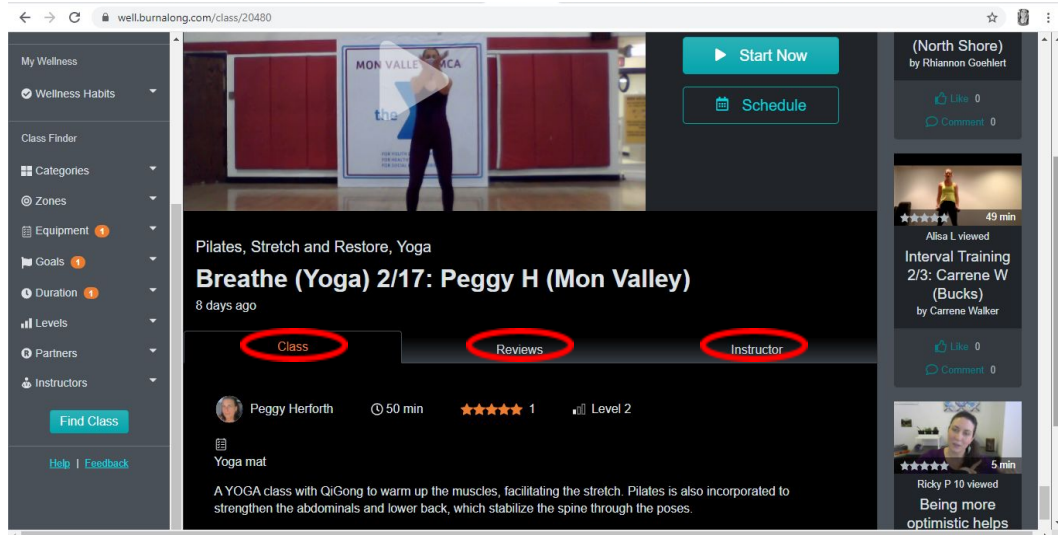 well.burnalong.com/class/20480
My Wellness
Wellness Habits
Class Finder
Categories
Zones
Equipment 1
Goals 1
Duration 1
Levels
Partners
Instructors
Find Class
Help | Feedback
MON VALLEY YMCA
the
Start Now
Schedule
Pilates, Stretch and Restore, Yoga
Breathe (Yoga) 2/17: Peggy H (Mon Valley)
8 days ago
Class
Reviews
Instructor
Peggy Herforth
50 min
1
Level 2
Yoga mat
A YOGA class with QiGong to warm up the muscles, facilitating the stretch. Pilates is also incorporated to
strengthen the abdominals and lower back, which stabilize the spine through the poses.
(North Shore)
by Rhiannon Goehlert
Like 0
Comment 0
49 min
Alisa L viewed
Interval Training
2/3: Carrene W
(Bucks)
by Carrene Walker
Like 0
Comment 0
5 min
Ricky P 10 viewed
Being more
optimistic helps